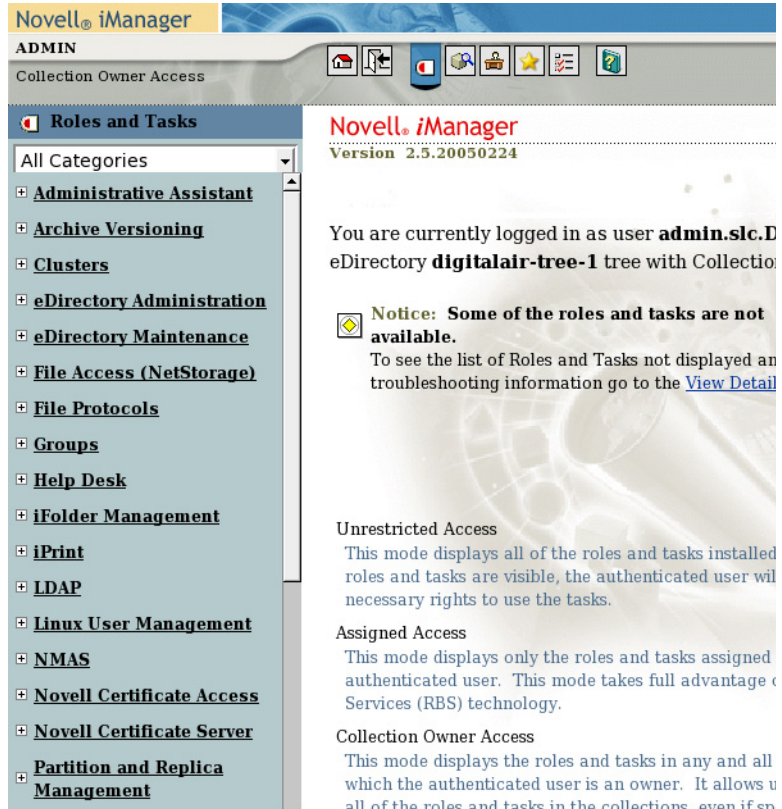 Novell® iManager
ADMIN
Collection Owner Access
Roles and Tasks
All Categories
Administrative Assistant
Archive Versioning
Clusters
eDirectory Administration
eDirectory Maintenance
File Access (NetStorage)
File Protocols
Groups
Help Desk
iFolder Management
iPrint
LDAP
Linux User Management
NMAS
Novell Certificate Access
Novell Certificate Server
Partition and Replica
Management
Novell® iManager
Version 2.5.20050224
You are currently logged in as user admin.slc.D
eDirectory digitalair-tree-1 tree with Collectio
Notice: Some of the roles and tasks are not
available.
To see the list of Roles and Tasks not displayed an
troubleshooting information go to the View Detail
Unrestricted Access
This mode displays all of the roles and tasks installed
roles and tasks are visible, the authenticated user wil
necessary rights to use the tasks.
Assigned Access
This mode displays only the roles and tasks assigned
authenticated user. This mode takes full advantage o
Services (RBS) technology.
Collection Owner Access
This mode displays the roles and tasks in any and all
which the authenticated user is an owner. It allows u
all of the roles and tasks in the collections, even if sp